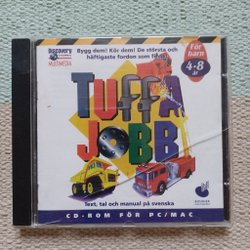 Discovery
MULTIMEDIA
Bygg dem! Kör dem! De största och
häftigaste fordon som finns!
För
barn
4-8
år
TUFFA
JOBB
Text, tal och manual på svenska
CD-ROM FÖR PC/MAC